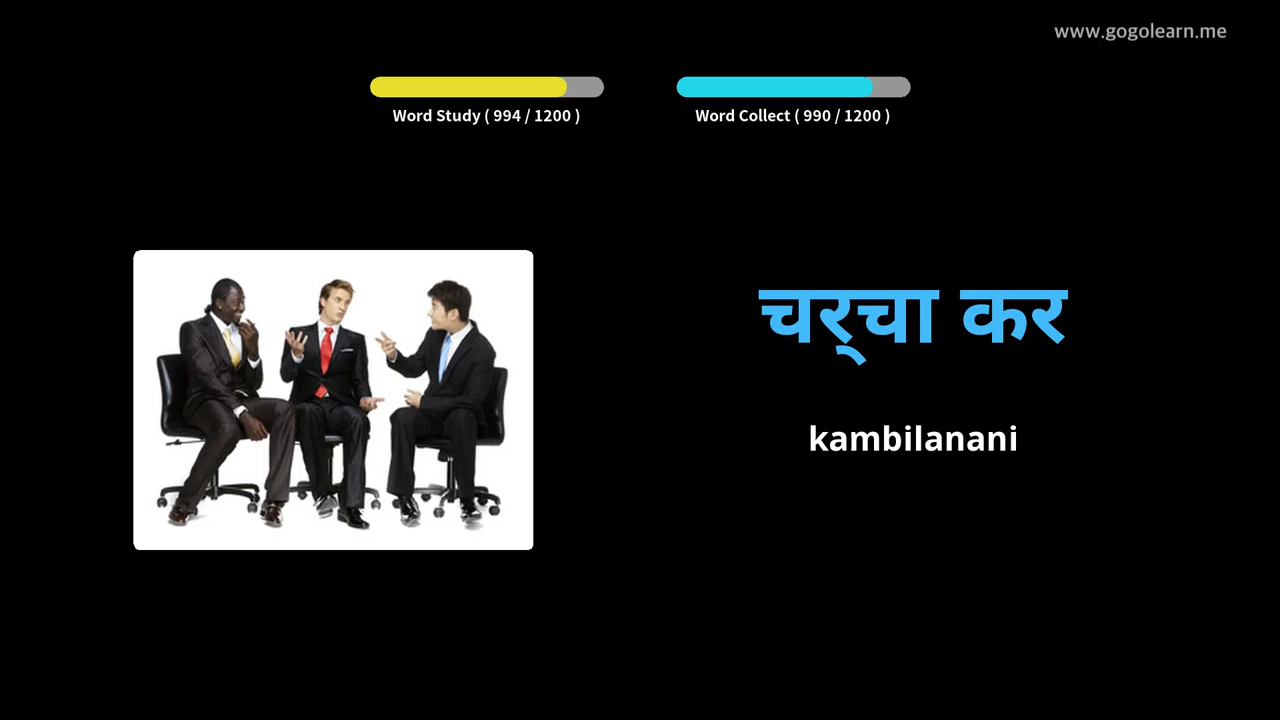 www.gogolearn.me
Word Study ( 994 / 1200 )
Word Collect ( 990 / 1200 )
चर्‌चा कर
kambilanani